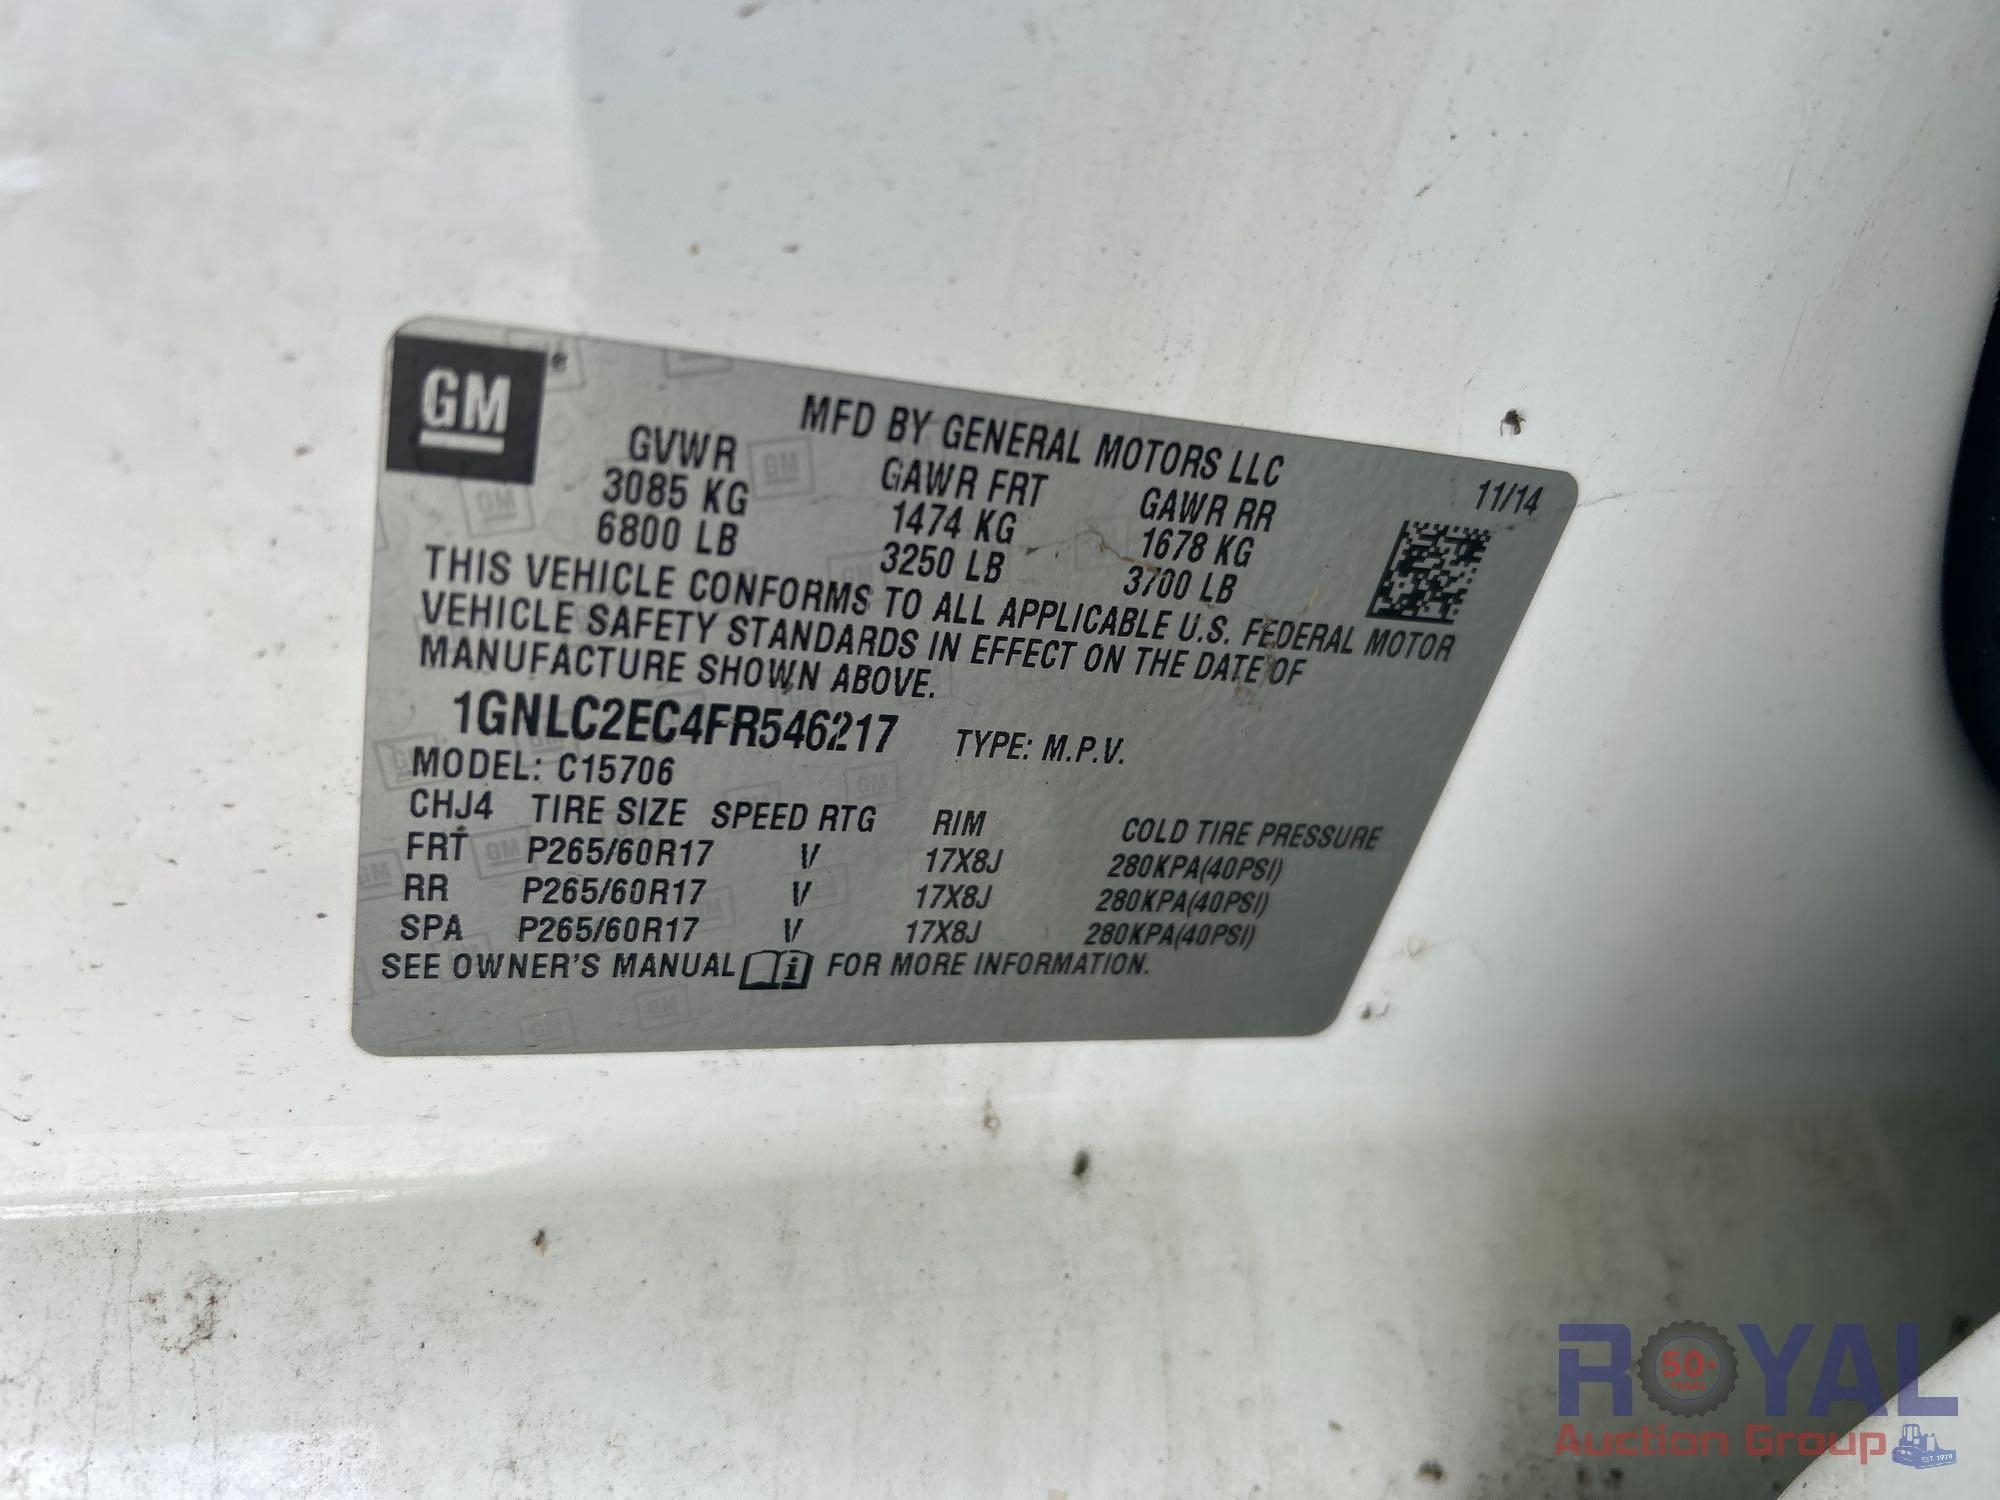 GM
MFD BY GENERAL MOTORS LLC
GVWR GAWR FRT GAWR RR 11/14
3085 KG 1474 KG 1678 KG
6800 LB 3250 LB 3700 LB
THIS VEHICLE CONFORMS TO ALL APPLICABLE U.S. FEDERAL MOTOR
VEHICLE SAFETY STANDARDS IN EFFECT ON THE DATE OF
MANUFACTURE SHOWN ABOVE.
1GNLC2EC4FR546217 TYPE: M.P.V.
MODEL: C15706
CHJ4 TIRE SIZE SPEED RTG RIM COLD TIRE PRESSURE
FRT P265/60R17 V 17X8J 280KPA(40PSI)
RR P265/60R17 V 17X8J 280KPA(40PSI)
SPA P265/60R17 V 17X8J 280KPA(40PSI)
SEE OWNER'S MANUAL FOR MORE INFORMATION.
ROYAL
50+
YEARS
Auction Group
EST. 1970